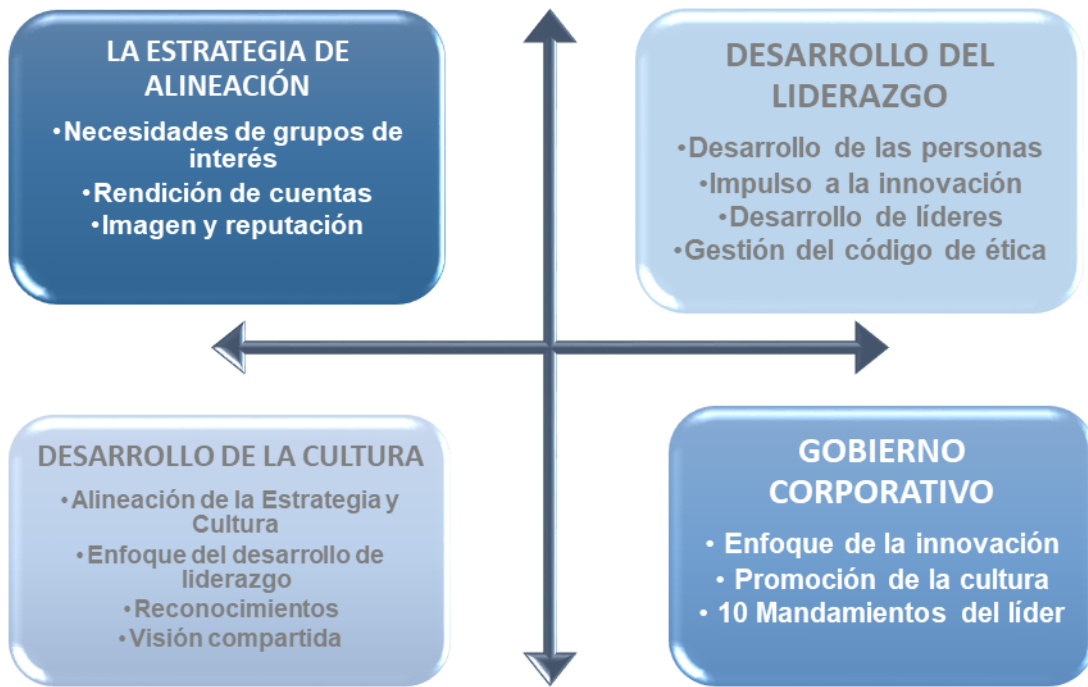 LA ESTRATEGIA DE
ALINEACIÓN
•Necesidades de grupos de
interés
•Rendición de cuentas
•Imagen y reputación
DESARROLLO DEL
LIDERAZGO
•Desarrollo de las personas
•Impulso a la innovación
•Desarrollo de líderes
•Gestión del código de ética
DESARROLLO DE LA CULTURA
•Alineación de la Estrategia y
Cultura
•Enfoque del desarrollo de
liderazgo
•Reconocimientos
•Visión compartida
GOBIERNO
CORPORATIVO
• Enfoque de la innovación
• Promoción de la cultura
• 10 Mandamientos del líder